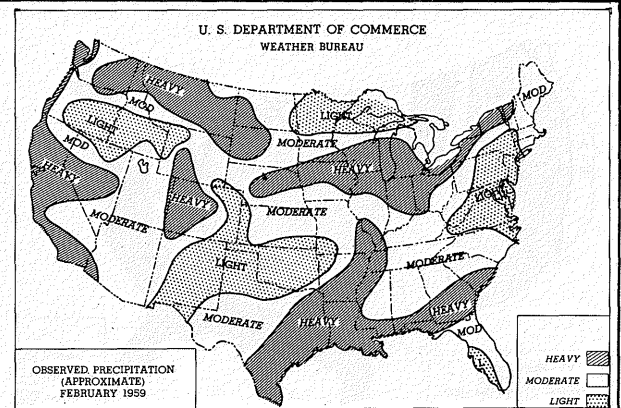 U. S. DEPARTMENT OF COMMERCE
WEATHER BUREAU
HEAVY
MOD
LIGHT
MOD
LIGHT
MOD
MODERATE
HEAVY
HEAVY
HEAVY
LIGHT
MODERATE
MODERATE
LIGHT
MODERATE
MODERATE
HEAVY
HEAVY
MOD
L
OBSERVED PRECIPITATION
(APPROXIMATE)
FEBRUARY 1959
HEAVY
MODERATE
LIGHT